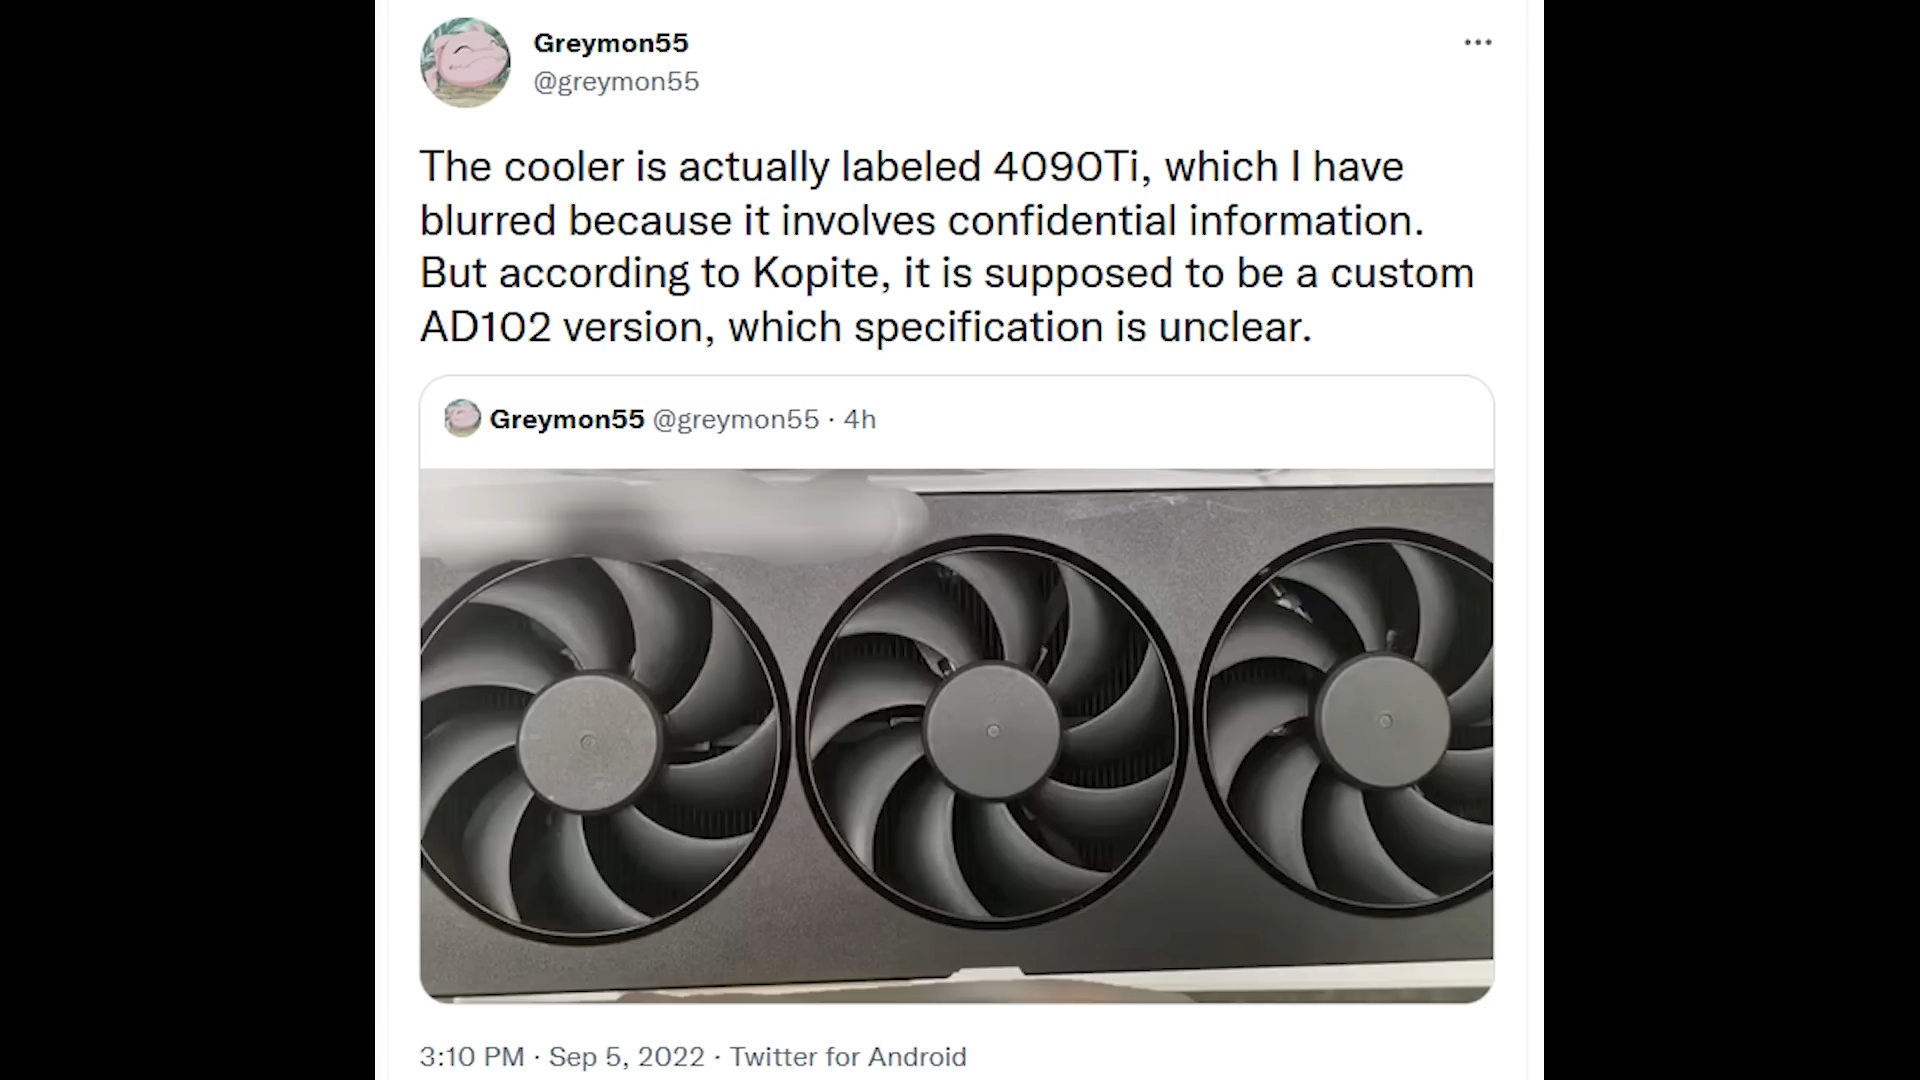 Greymon55
@greymon55
The cooler is actually labeled 4090Ti, which I have
blurred because it involves confidential information.
But according to Kopite, it is supposed to be a custom
AD102 version, which specification is unclear.
Greymon55 @greymon55 · 4h
3:10 PM · Sep 5, 2022 · Twitter for Android